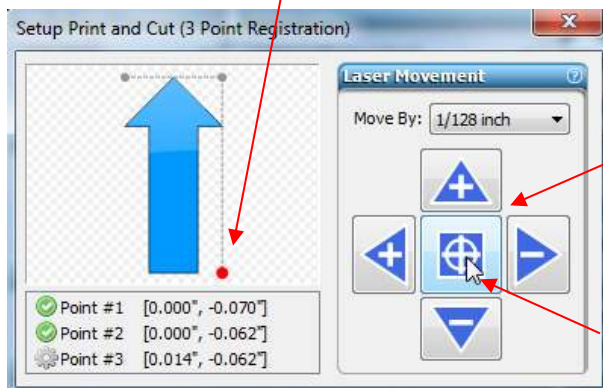 Setup Print and Cut (3 Point Registration)
Laser Movement
Move By: 1/128 inch
Point #1 [0.000", -0.070"]
Point #2 [0.000", -0.062"]
Point #3 [0.014", -0.062"]